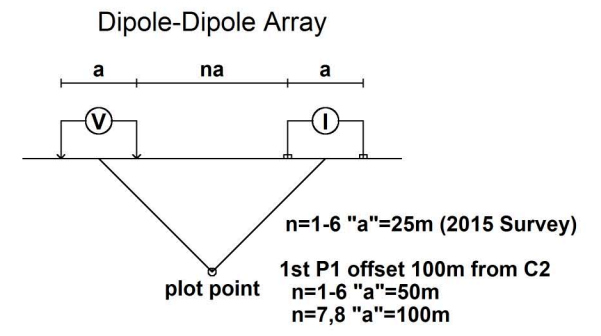 Dipole-Dipole Array
a na a
V I
n=1-6 "a"=25m (2015 Survey)
1st P1 offset 100m from C2
plot point
n=1-6 "a"=50m
n=7,8 "a"=100m